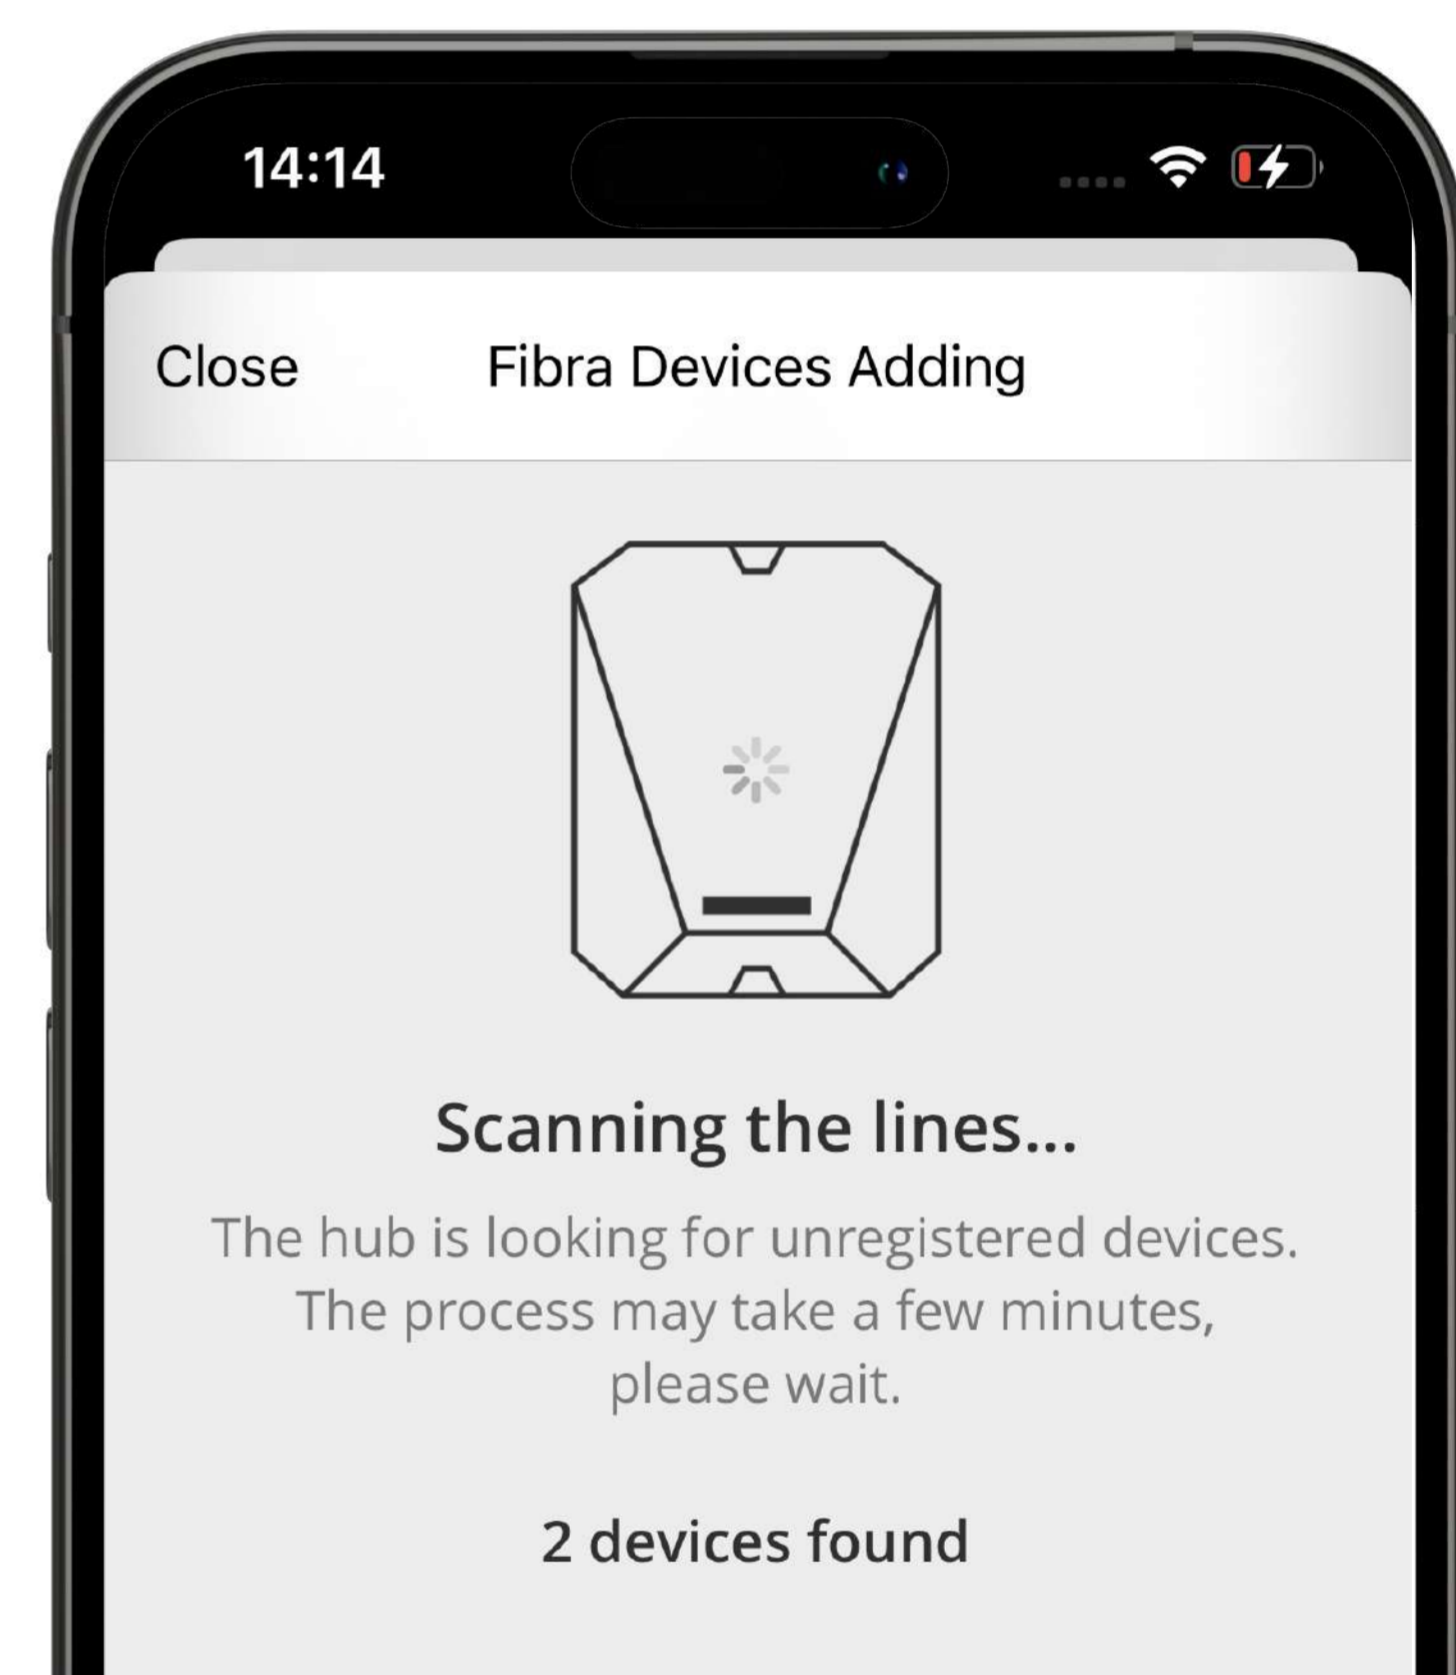 14:14
Close
Fibra Devices Adding
Scanning the lines...
The hub is looking for unregistered devices.
The process may take a few minutes,
please wait.
2 devices found